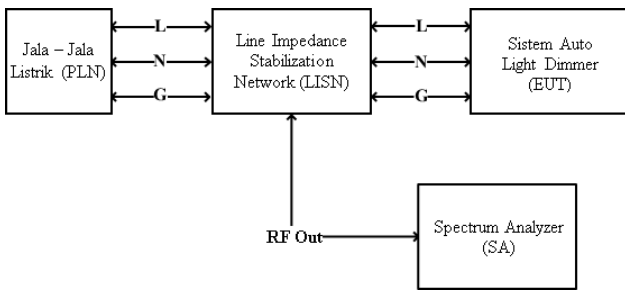 Jala – Jala
Listrik (PLN)
L
N
G
Line Impedance
Stabilization
Network (LISN)
L
N
G
Sistem Auto
Light Dimmer
(EUT)
RF Out
Spectrum Analyzer
(SA)